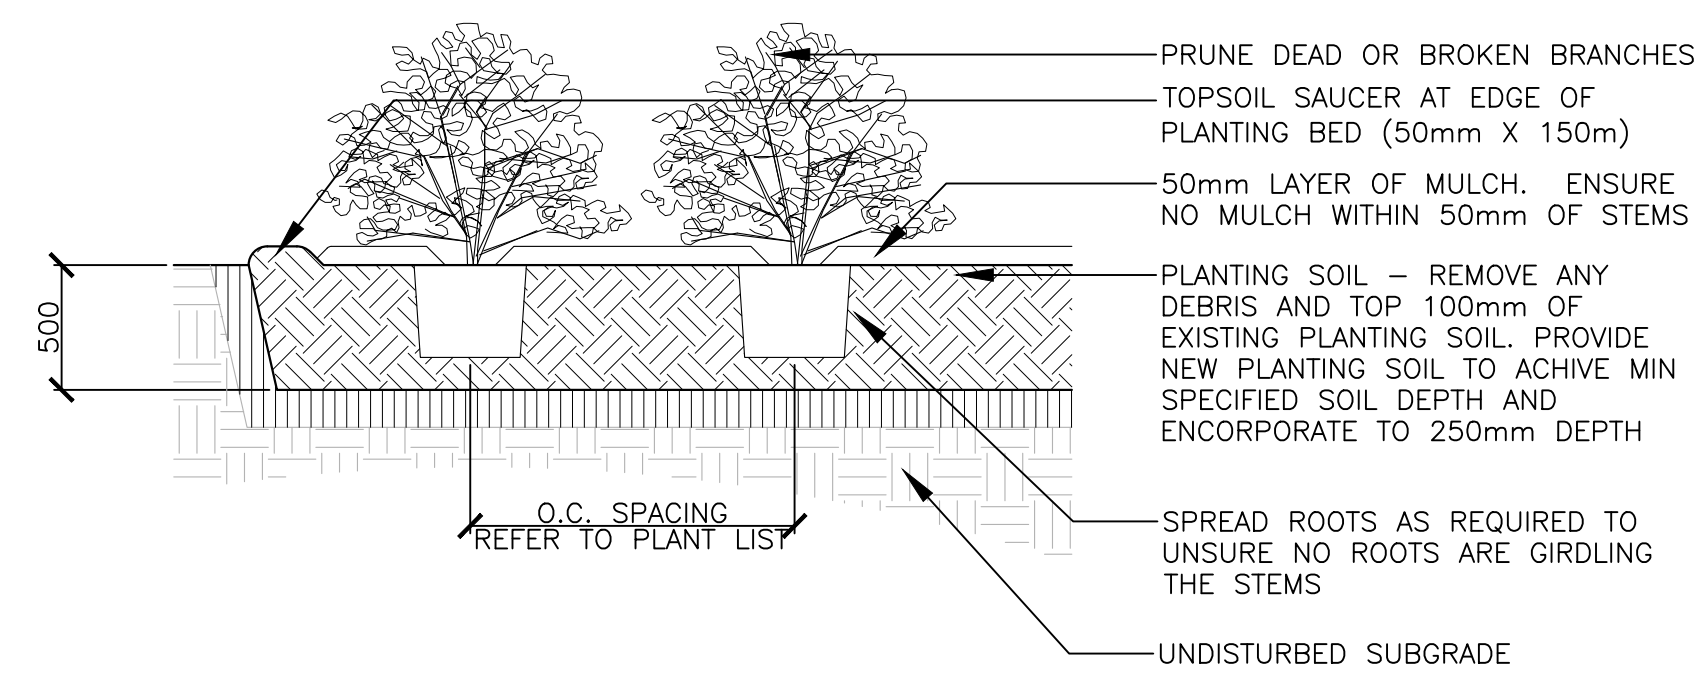 PRUNE DEAD OR BROKEN BRANCHES
TOPSOIL SAUCER AT EDGE OF
PLANTING BED (50mm X 150m)
50mm LAYER OF MULCH. ENSURE
NO MULCH WITHIN 50mm OF STEMS
PLANTING SOIL – REMOVE ANY
DEBRIS AND TOP 100mm OF
EXISTING PLANTING SOIL. PROVIDE
NEW PLANTING SOIL TO ACHIVE MIN
SPECIFIED SOIL DEPTH AND
ENCORPORATE TO 250mm DEPTH
500
O.C. SPACING
REFER TO PLANT LIST
SPREAD ROOTS AS REQUIRED TO
UNSURE NO ROOTS ARE GIRDLING
THE STEMS
UNDISTURBED SUBGRADE